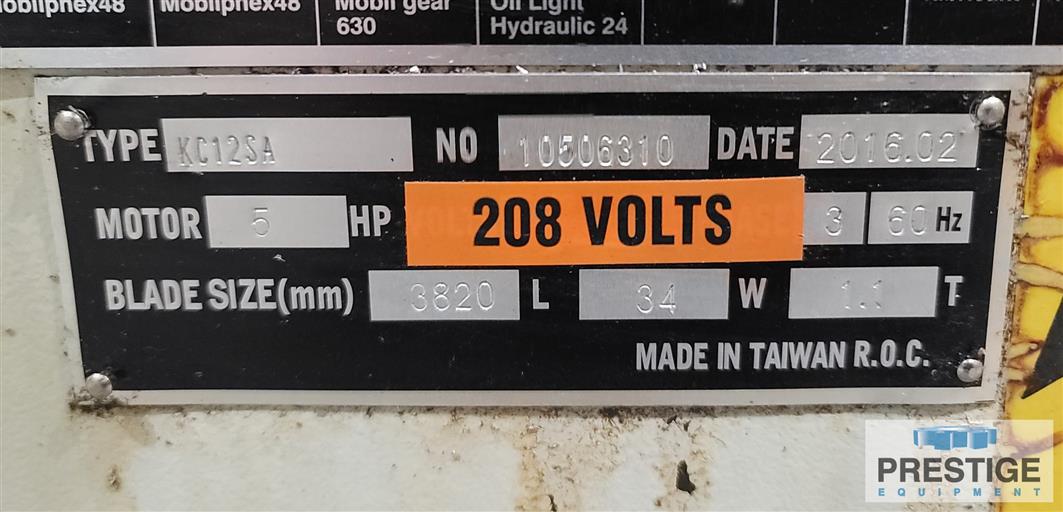 Mobilphex48 Mobilphex48 Mobil gear 630 Oil Light Hydraulic 24
TYPE KC12SA NO 10506310 DATE 2016.02
MOTOR 5 HP 208 VOLTS 3 60 Hz
BLADE SIZE(mm) 3820 L 34 W 1.1 T
MADE IN TAIWAN R.O.C.
PRESTIGE
EQUIPMENT